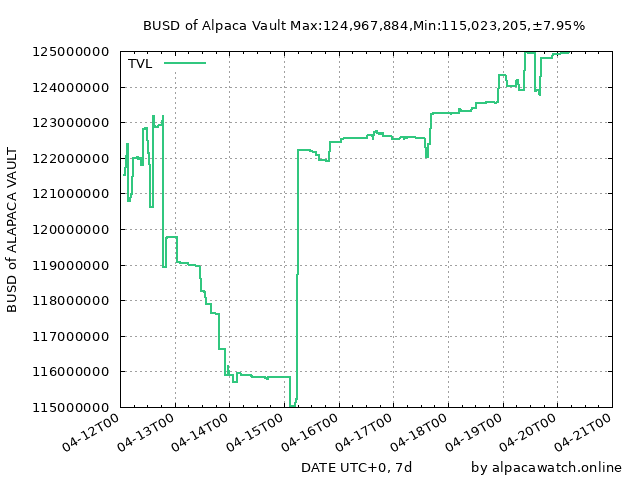 BUSD of Alpaca Vault Max:124,967,884,Min:115,023,205,±7.95%
TVL
125000000
124000000
123000000
122000000
121000000
120000000
119000000
118000000
117000000
116000000
115000000
BUSD of ALAPACA VAULT
04-12T00 04-13T00 04-14T00 04-15T00 04-16T00 04-17T00 04-18T00 04-19T00 04-20T00 04-21T00
DATE UTC+0, 7d by alpacawatch.online